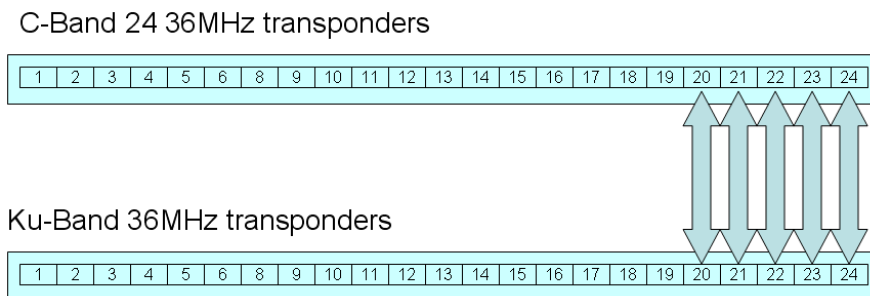 C-Band 24 36MHz transponders
1 2 3 4 5 6 8 9 10 11 12 13 14 15 16 17 18 19 20 21 22 23 24
Ku-Band 36MHz transponders
1 2 3 4 5 6 8 9 10 11 12 13 14 15 16 17 18 19 20 21 22 23 24